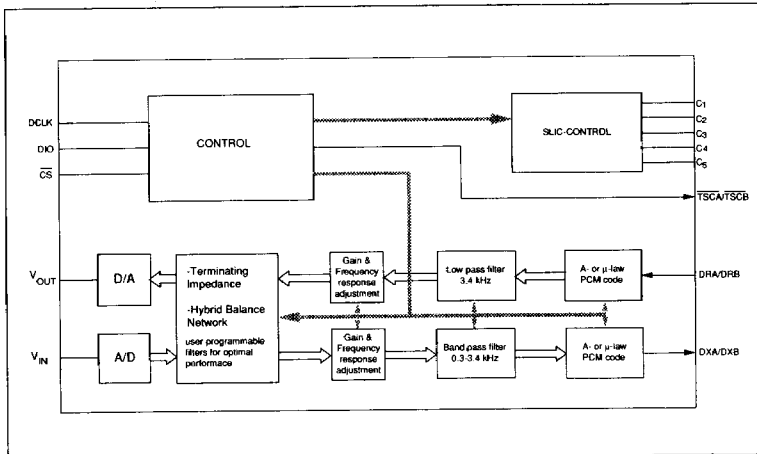 DCLK
DIO
CS
CONTROL
SLIC-CONTROL
C1
C2
C3
C4
C5
TSCA/TSCB
VOUT
D/A
-Terminating
Impedance
-Hybrid Balance
Network
user programmable
filters for optimal
performace
Gain &
Frequency
response
adjustment
Low pass filter
3.4 kHz
A- or µ-law
PCM code
DRA/DRB
VIN
A/D
Gain &
Frequency
response
adjustment
Band pass filter
0.3-3.4 kHz
A- or µ-law
PCM code
DXA/DXB